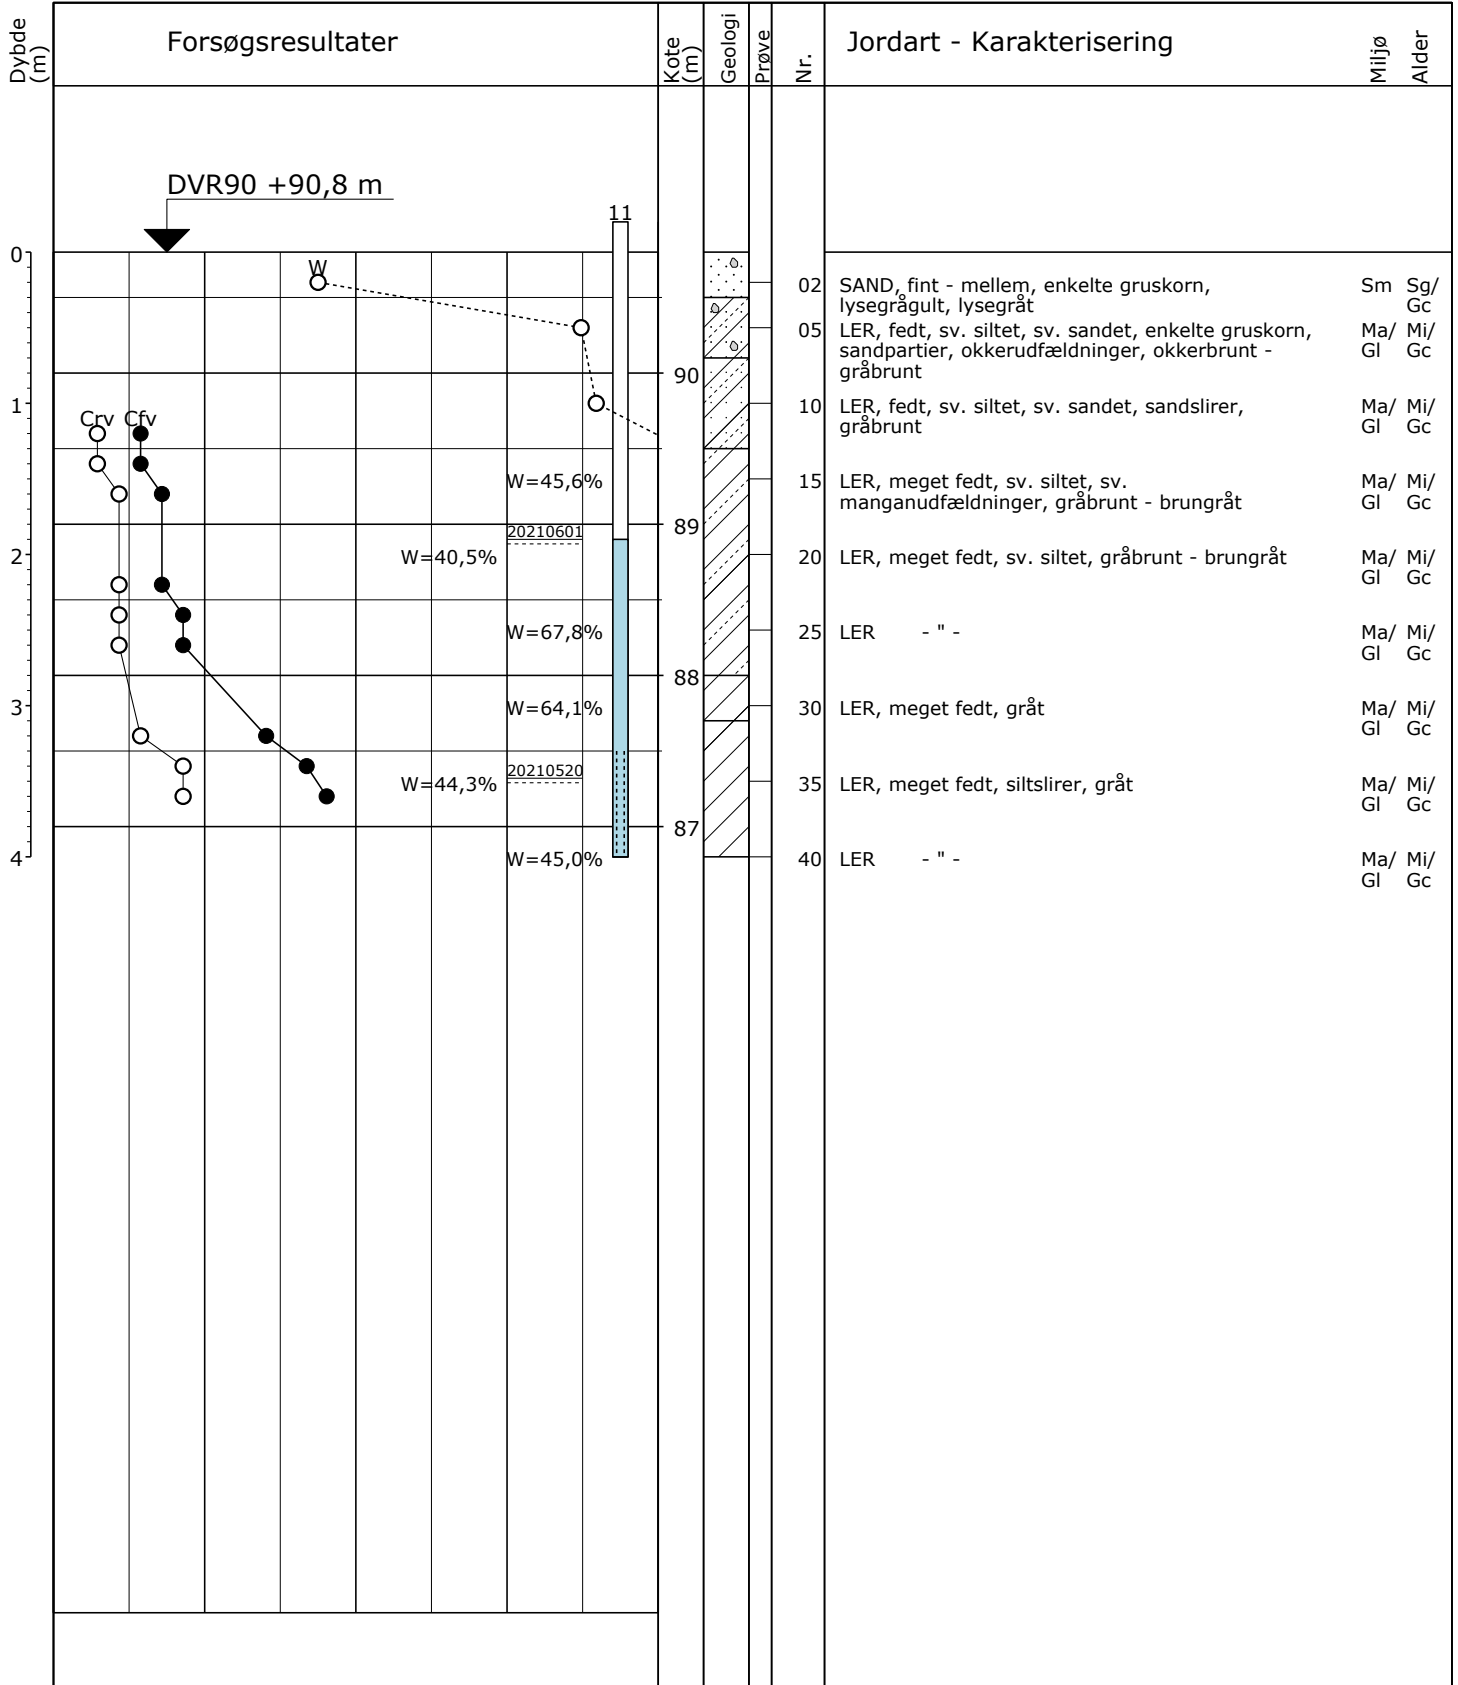 Dybde (m)
Forsøgsresultater
Kote (m)
Geologi
Prøve
Nr.
Jordart - Karakterisering
Miljø
Alder
DVR90 +90,8 m
11
0
W
02 SAND, fint - mellem, enkelte gruskorn, Sm Sg/
lysegrågult, lysegråt Gc
05 LER, fedt, sv. siltet, sv. sandet, enkelte gruskorn, Ma/ Mi/
sandpartier, okkerudfældninger, okkerbrunt - Gl Gc
gråbrunt
90
1
Crv Cfv
10 LER, fedt, sv. siltet, sv. sandet, sandslirer, Ma/ Mi/
gråbrunt Gl Gc
W=45,6%
15 LER, meget fedt, sv. siltet, sv. Ma/ Mi/
manganudfældninger, gråbrunt - brungråt Gl Gc
89
20210601
2
W=40,5%
20 LER, meget fedt, sv. siltet, gråbrunt - brungråt Ma/ Mi/
Gl Gc
W=67,8%
25 LER - " - Ma/ Mi/
Gl Gc
88
3
W=64,1%
30 LER, meget fedt, gråt Ma/ Mi/
Gl Gc
20210520
W=44,3%
35 LER, meget fedt, siltslirer, gråt Ma/ Mi/
Gl Gc
87
4
W=45,0%
40 LER - " - Ma/ Mi/
Gl Gc